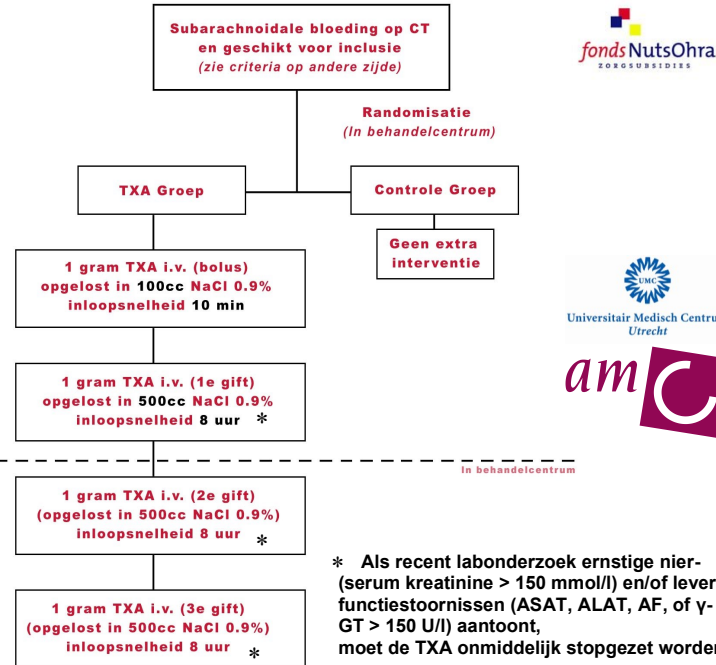 Subarachnoidale bloeding op CT
en geschikt voor inclusie
(zie criteria op andere zijde)
fonds NutsOhra
ZORGSUBSIDIES
Randomisatie
(In behandelcentrum)
TXA Groep
Controle Groep
Geen extra
interventie
1 gram TXA i.v. (bolus)
opgelost in 100cc NaCl 0.9%
inloopsnelheid 10 min
UMC
Universitair Medisch Centru
Utrecht
amC
1 gram TXA i.v. (1e gift)
opgelost in 500cc NaCl 0.9%
inloopsnelheid 8 uur *
In behandelcentrum
1 gram TXA i.v. (2e gift)
(opgelost in 500cc NaCl 0.9%)
inloopsnelheid 8 uur *
1 gram TXA i.v. (3e gift)
(opgelost in 500cc NaCl 0.9%)
inloopsnelheid 8 uur *
* Als recent labonderzoek ernstige nier-
(serum kreatinine > 150 mmol/l) en/of lever
functiestoornissen (ASAT, ALAT, AF, of γ-
GT > 150 U/l) aantoont,
moet de TXA onmiddelijk stopgezet worden